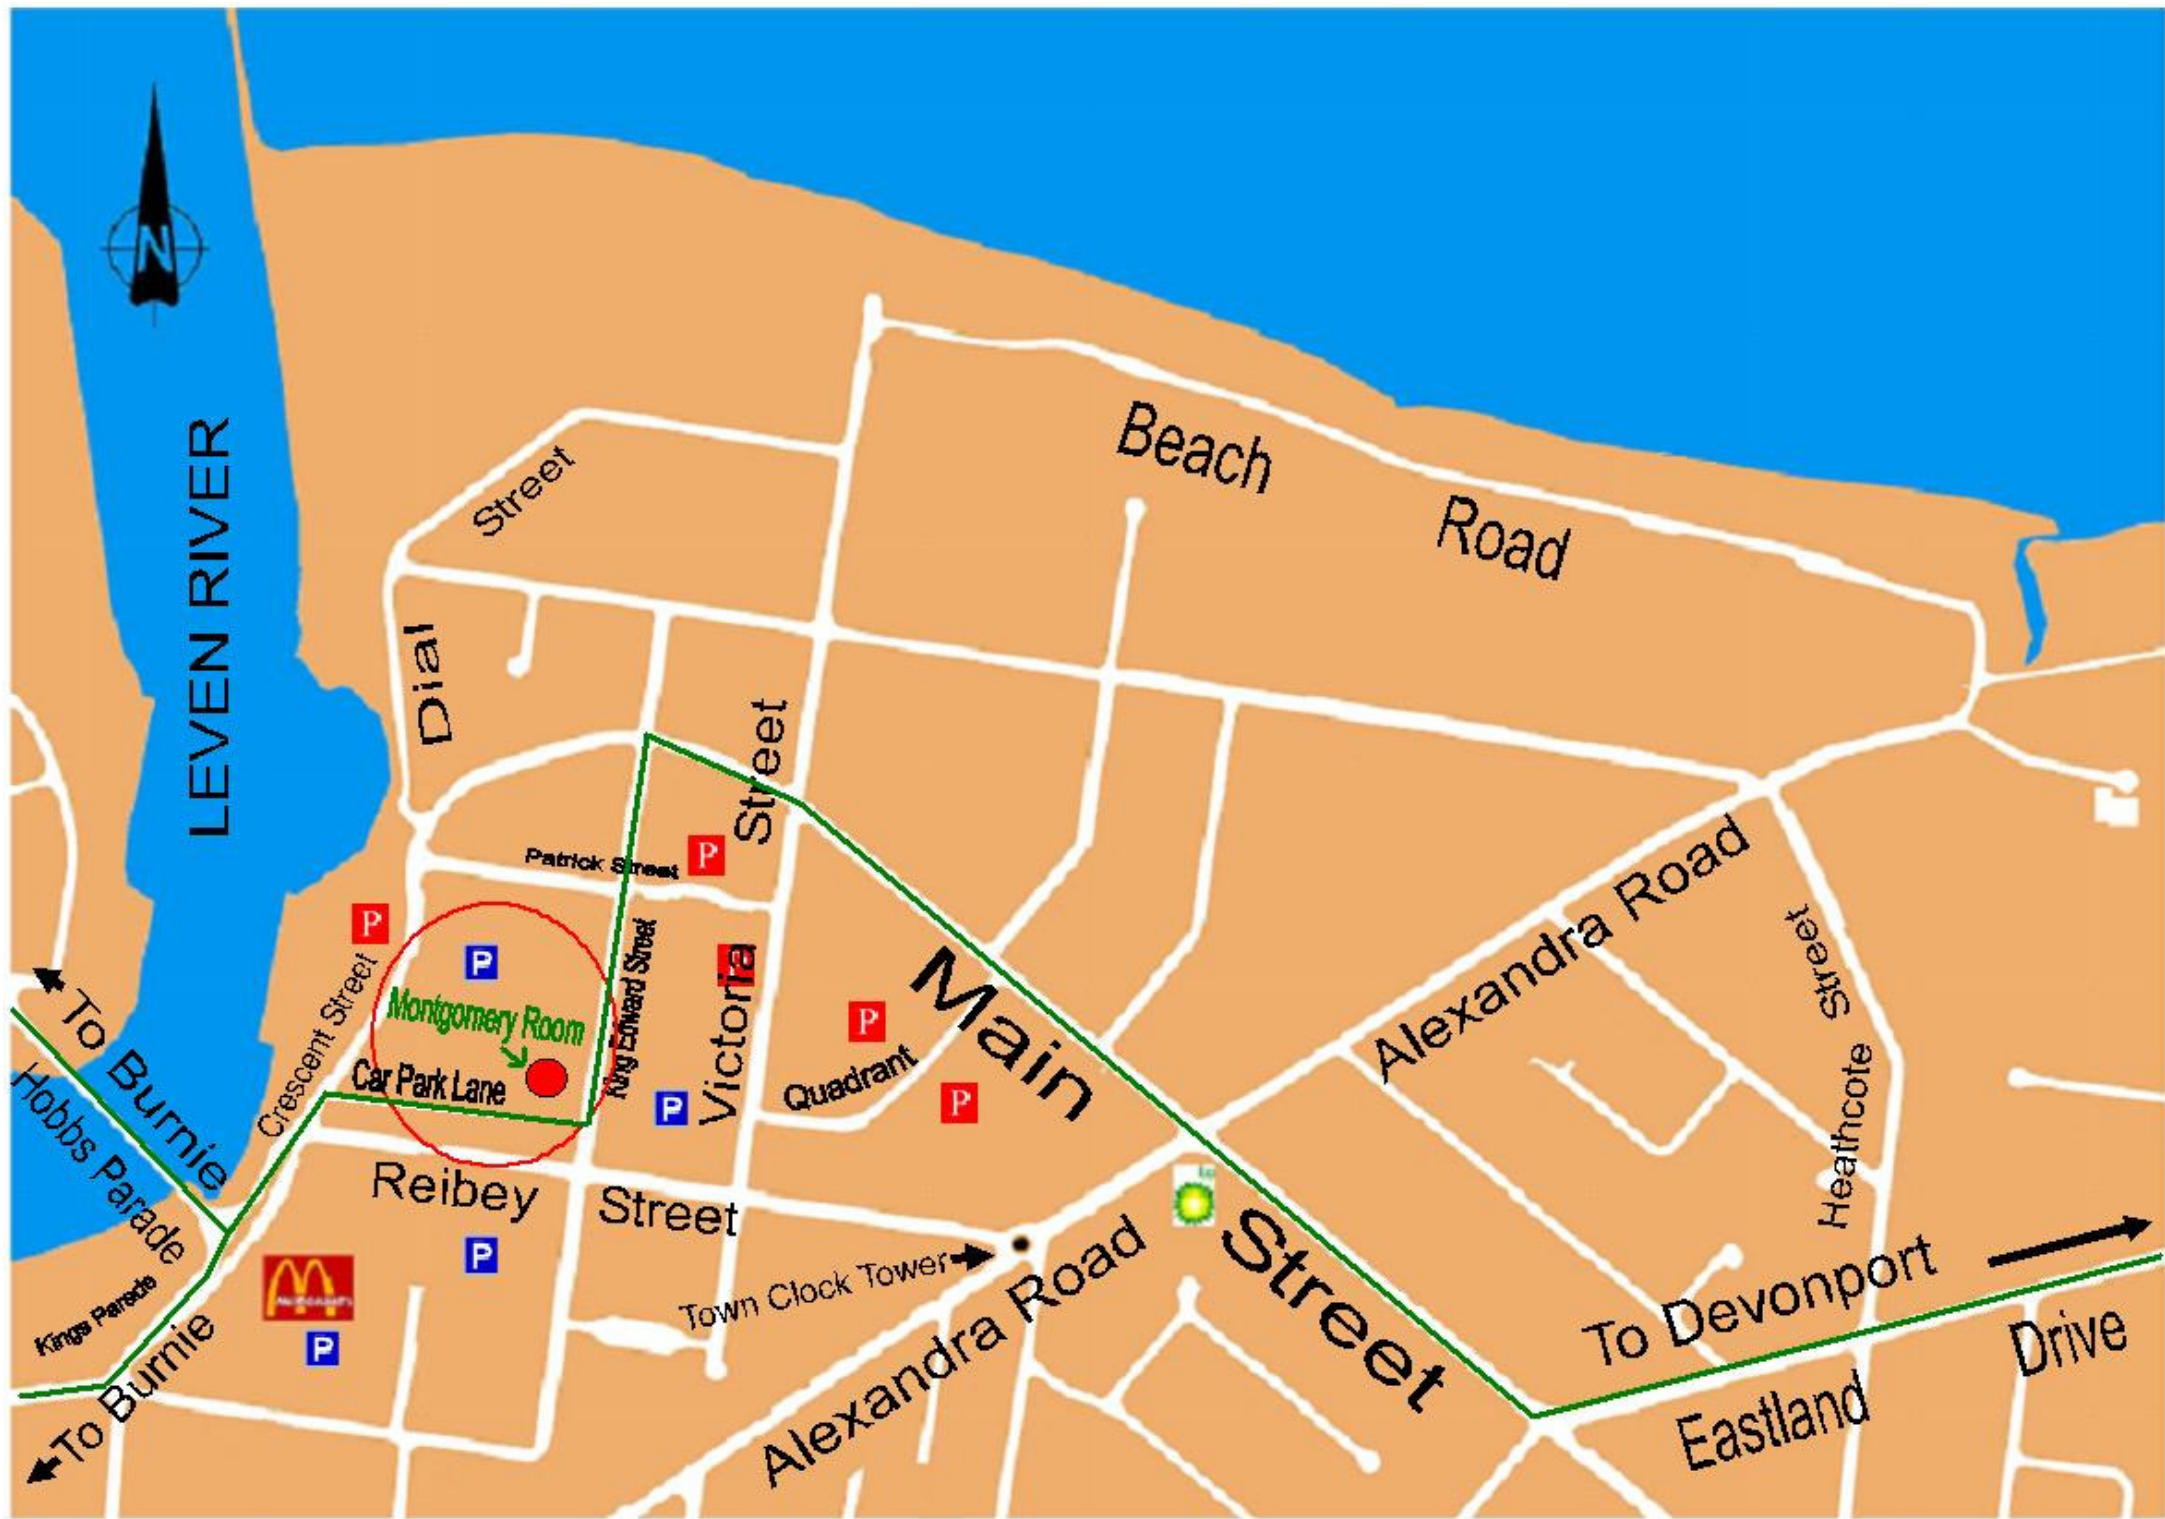 N
LEVEN RIVER
Beach
Road
Street
Dial
Street
Patrick Street
P
P
P
P
P
P
P
P
P
P
Montgomery Room
Car Park Lane
King Edward Street
Crescent Street
Victoria
Quadrant
Main
Street
Alexandra Road
Street
Heathcote
To Burnie
Hobbs Parade
Reibey
Street
Kings Parade
To Burnie
McDonald's
Town Clock Tower
Alexandra Road
To Devonport
Eastland
Drive